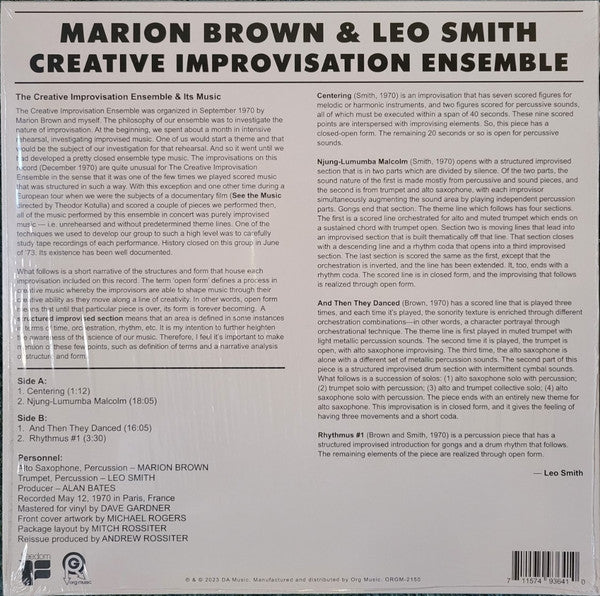 MARION BROWN & LEO SMITH
CREATIVE IMPROVISATION ENSEMBLE
The Creative Improvisation Ensemble & Its Music
The Creative Improvisation Ensemble was organized in September 1970 by
Marion Brown and myself. The philosophy of our ensemble was to investigate the
nature of improvisation. At the beginning, we spent about a month in intensive
rehearsal, investigating improvised music. One of us would start a theme and that
would be the subject of our investigation for that rehearsal. And so it went until we
had developed a pretty closed ensemble type music. The improvisations on this
record (December 1970) are quite unusual for The Creative Improvisation
Ensemble in the sense that it was one of the few times we played scored music
that was structured in such a way. With this exception and one other time during a
European tour when we were the subjects of a documentary film (See the Music
directed by Theodor Kotulla) and scored a couple of pieces we performed then,
all of the music performed by this ensemble in concert was purely improvised
music — i.e. unrehearsed and without predetermined theme lines. One of the
techniques we used to develop our group to such a high level was to carefully
study tape recordings of each performance. History closed on this group in June
of '73; its existence has been well documented.
What follows is a short narrative of the structures and form that house each
improvisation included on this record. The term 'open form' defines a process in
creative music whereby the improvisors are able to shape music through their
creative ability as they move along a line of creativity. In other words, open form
means that until that particular piece is over, its form is forever becoming. A
structured improvised section means that an area is defined in some instances
in terms of time, orchestration, rhythm, etc. It is my intention to further heighten
the awareness of the science of our music. Therefore, I feel it's important to make
mention of these few points, such as definition of terms and a narrative analysis
of structure and form.
Side A:
1. Centering (1:12)
2. Njung-Lumumba Malcolm (18:05)
Side B:
1. And Then They Danced (16:05)
2. Rhythmus #1 (3:30)
Personnel:
Alto Saxophone, Percussion – MARION BROWN
Trumpet, Percussion – LEO SMITH
Producer – ALAN BATES
Recorded May 12, 1970 in Paris, France
Mastered for vinyl by DAVE GARDNER
Front cover artwork by MICHAEL ROGERS
Package layout by MITCH ROSSITER
Reissue produced by ANDREW ROSSITER
Centering (Smith, 1970) is an improvisation that has seven scored figures for
melodic or harmonic instruments, and two figures scored for percussive sounds,
all of which must be executed within a span of 40 seconds. These nine scored
points are interspersed with improvising elements. So, this piece has a
closed-open form. The remaining 20 seconds or so is open for percussive
sounds.
Njung-Lumumba Malcolm (Smith, 1970) opens with a structured improvised
section that is in two parts which are divided by silence. Of the two parts, the
sound nature of the first is made mostly from percussive and sound pieces, and
the second is from trumpet and alto saxophone, with each improvisor
simultaneously augmenting the sound area by playing independent percussion
parts. Gongs end that section. The theme line which follows has four sections.
The first is a scored line orchestrated for alto and muted trumpet which ends on
a sustained chord with trumpet open. Section two is moving lines that lead into
an improvised section that is built thematically off that line. That section closes
with a descending line and a rhythm coda that opens into a third improvised
section. The last section is scored the same as the first, except that the
orchestration is inverted, and the line has been extended. It, too, ends with a
rhythm coda. The scored line is in closed form, and the improvising that follows
is realized through open form.
And Then They Danced (Brown, 1970) has a scored line that is played three
times, and each time it's played, the sonority texture is enriched through different
orchestration combinations—in other words, a character portrayal through
orchestrational technique. The theme line is first played in muted trumpet with
light metallic percussion sounds. The second time it is played, the trumpet is
open, with alto saxophone improvising. The third time, the alto saxophone is
alone with a different set of metallic percussion sounds. The second part of this
piece is a structured improvised drum section with intermittent cymbal sounds.
What follows is a succession of solos: (1) alto saxophone solo with percussion;
(2) trumpet solo with percussion; (3) alto and trumpet collective solo; (4) alto
saxophone solo with percussion. The piece ends with an entirely new theme for
alto saxophone. This improvisation is in closed form, and it gives the feeling of
having three movements and a short coda.
Rhythmus #1 (Brown and Smith, 1970) is a percussion piece that has a
structured improvised introduction for gongs and a drum rhythm that follows.
The remaining elements of the piece are realized through open form.
— Leo Smith
freedom
org music
℗ & © 2023 DA Music. Manufactured and distributed by Org Music. ORGM-2150
7 11574 93641 0